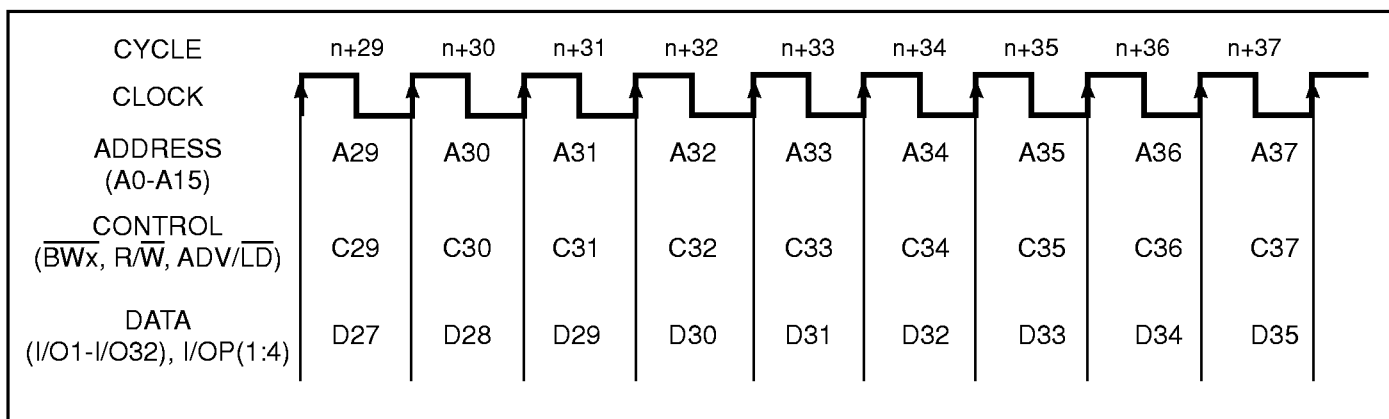 CYCLE n+29 n+30 n+31 n+32 n+33 n+34 n+35 n+36 n+37
CLOCK
ADDRESS
(A0-A15) A29 A30 A31 A32 A33 A34 A35 A36 A37
CONTROL
(B̅W̅x̅, R/W̅, ADV/L̅D̅) C29 C30 C31 C32 C33 C34 C35 C36 C37
DATA
(I/O1-I/O32), I/OP(1:4) D27 D28 D29 D30 D31 D32 D33 D34 D35